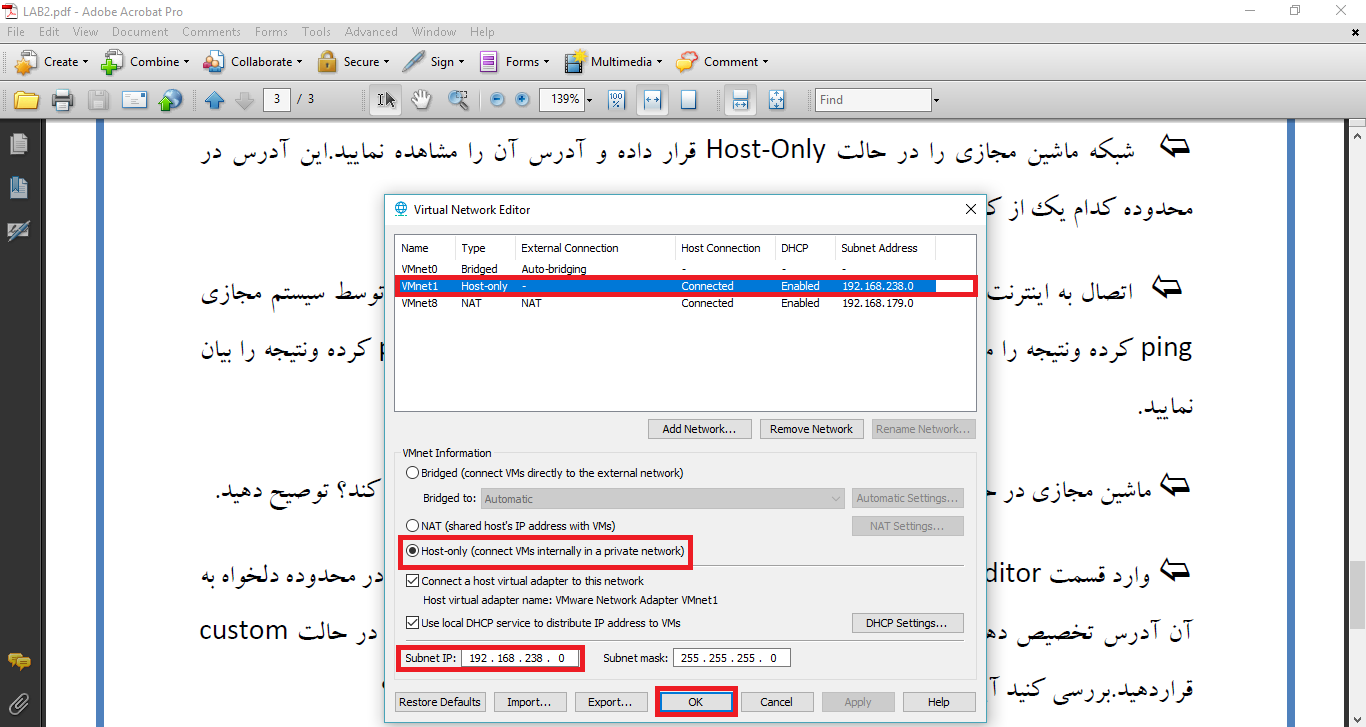 LAB2.pdf - Adobe Acrobat Pro
File Edit View Document Comments Forms Tools Advanced Window Help
Create Combine Collaborate Secure Sign Forms Multimedia Comment
3 / 3 139% 100% Find
شبکه ماشین مجازی را در حالت Host-Only قرار داده و آدرس آن را مشاهده نمایید.این آدرس در
محدوده کدام یک از
اتصال به اینترنت
توسط سیستم مجازی
ping کرده ونتیجه را
کرده ونتیجه را بیان
نمایید.
ماشین مجازی در
کند؟ توصیح دهید.
وارد قسمت ditor
در محدوده دلخواه به
آن آدرس تخصیص
در حالت custom
قراردهید.بررسی کنید
Virtual Network Editor
Name Type External Connection Host Connection DHCP Subnet Address
VMnet0 Bridged Auto-bridging - - -
VMnet1 Host-only - Connected Enabled 192.168.238.0
VMnet8 NAT NAT Connected Enabled 192.168.179.0
Add Network... Remove Network Rename Network...
VMnet Information
Bridged (connect VMs directly to the external network)
Bridged to: Automatic Automatic Settings...
NAT (shared host's IP address with VMs) NAT Settings...
Host-only (connect VMs internally in a private network)
Connect a host virtual adapter to this network
Host virtual adapter name: VMware Network Adapter VMnet1
Use local DHCP service to distribute IP address to VMs DHCP Settings...
Subnet IP: 192 . 168 . 238 . 0 Subnet mask: 255 . 255 . 255 . 0
Restore Defaults Import... Export... OK Cancel Apply Help